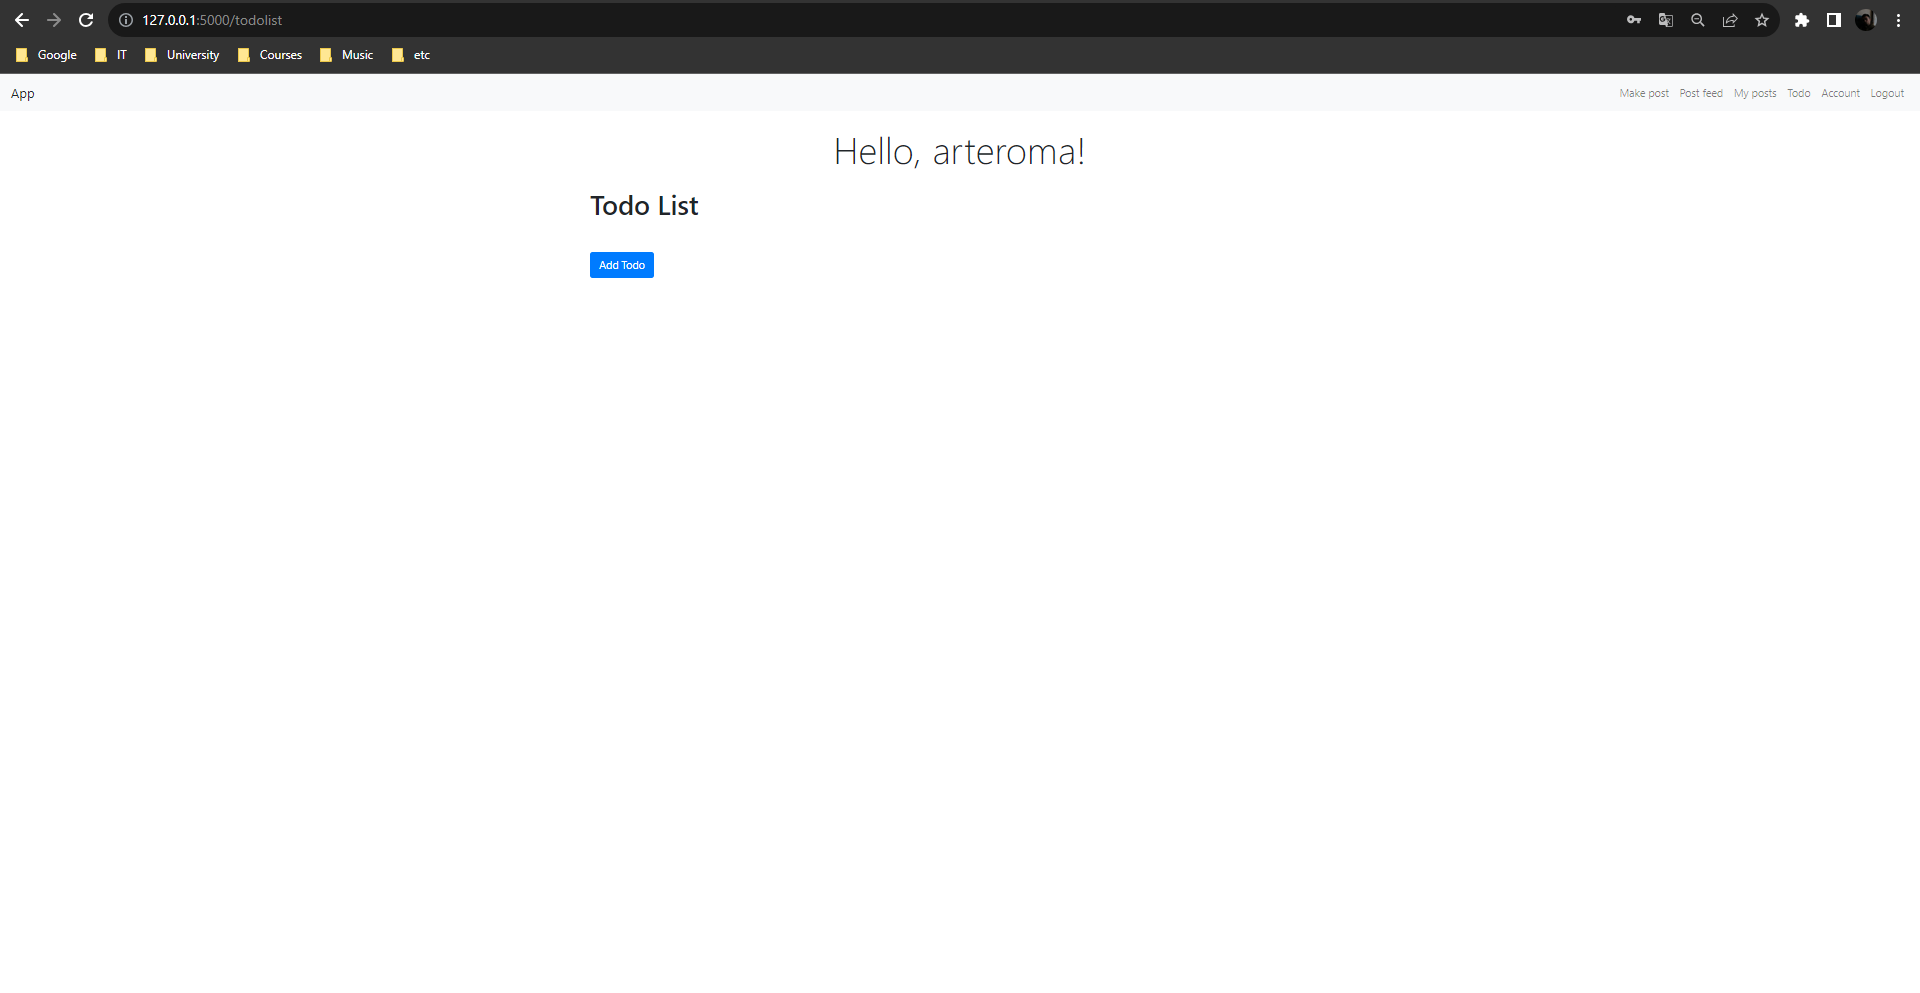 127.0.0.1:5000/todolist
Google IT University Courses Music etc
App Make post Post feed My posts Todo Account Logout
Hello, arteroma!
Todo List
Add Todo